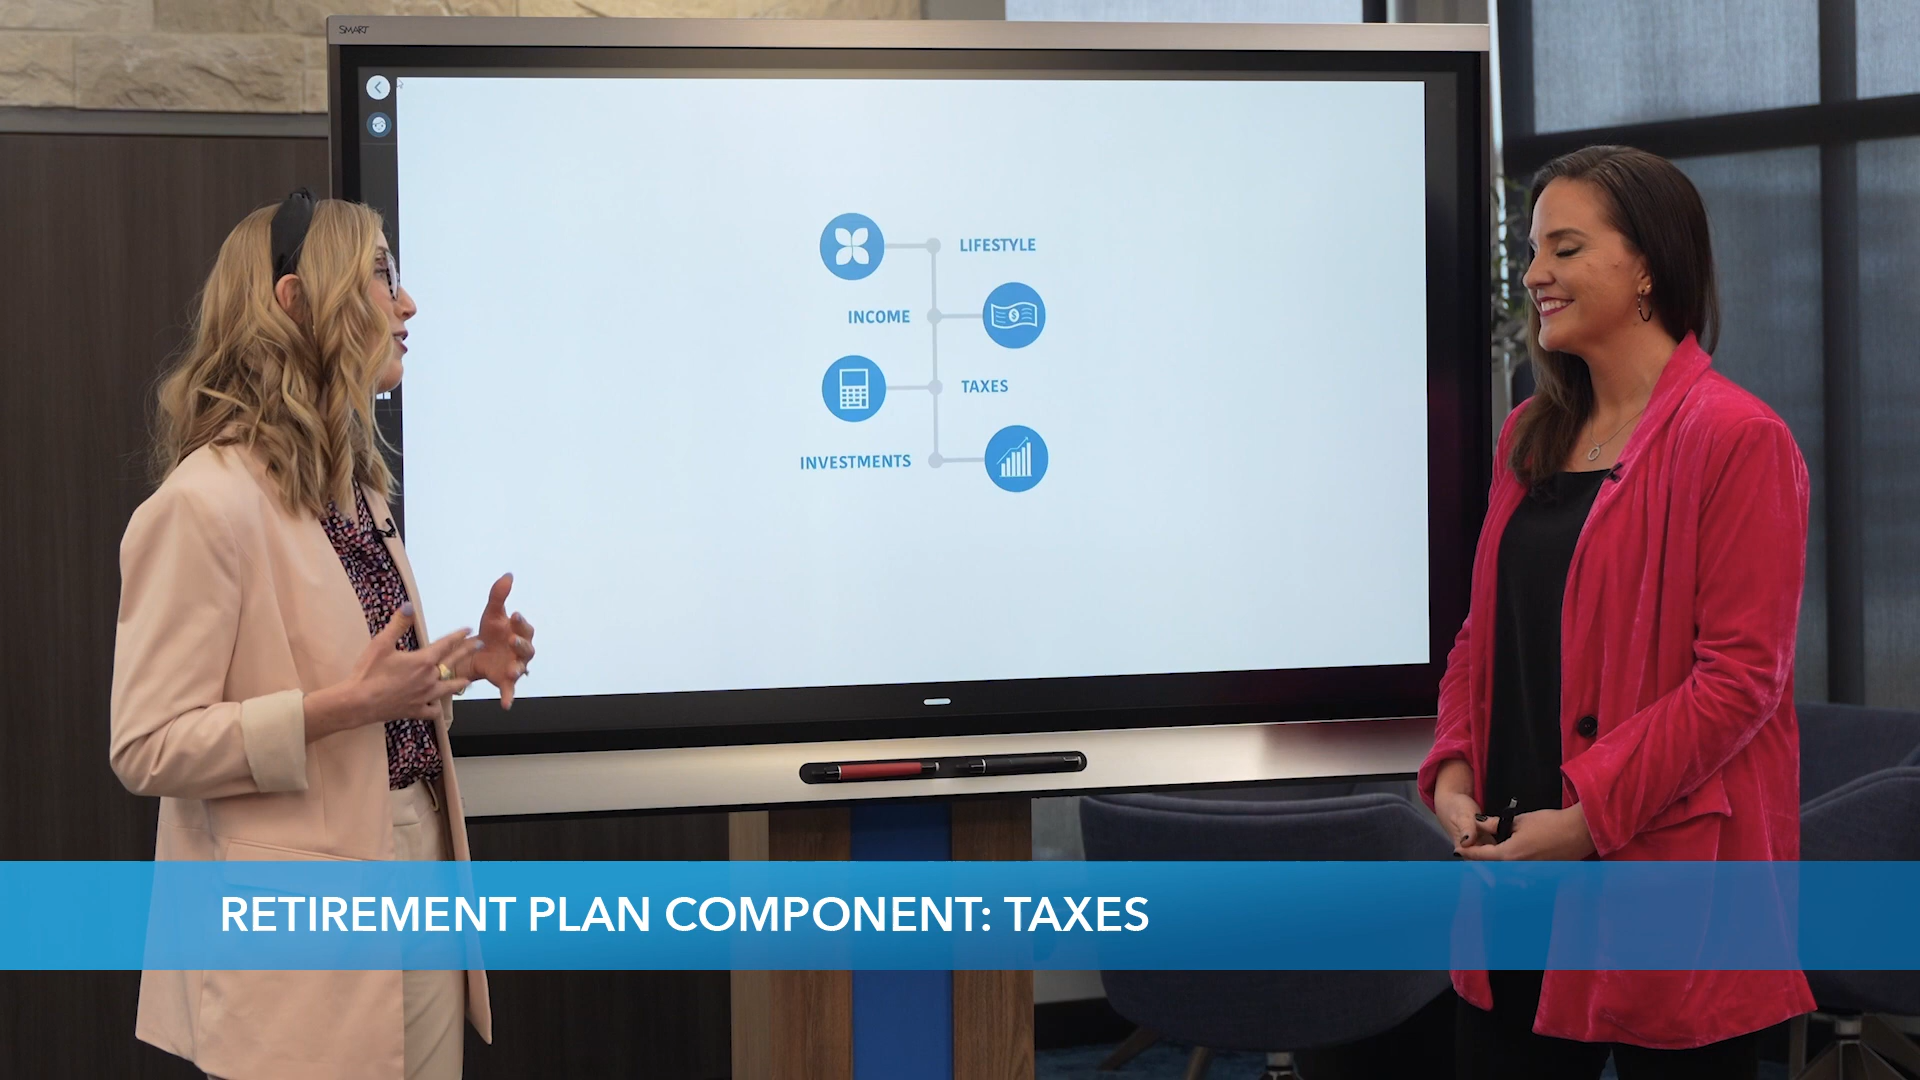 SMART
LIFESTYLE
INCOME
TAXES
INVESTMENTS
RETIREMENT PLAN COMPONENT: TAXES